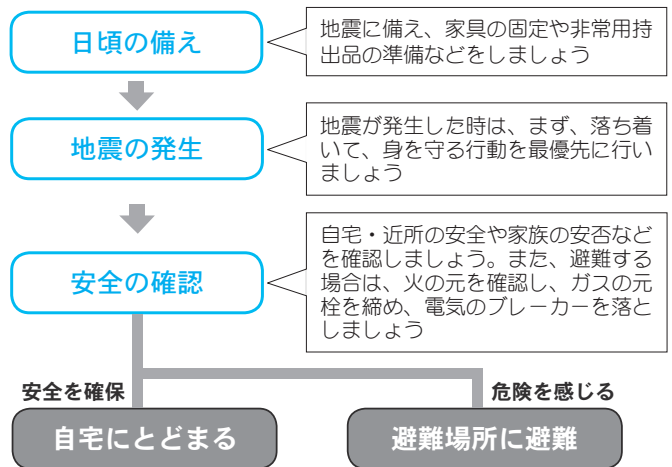 日頃の備え
地震に備え、家具の固定や非常用持
出品の準備などをしましょう
地震の発生
地震が発生した時は、まず、落ち着
いて、身を守る行動を最優先に行い
ましょう
安全の確認
自宅・近所の安全や家族の安否など
を確認しましょう。また、避難する
場合は、火の元を確認し、ガスの元
栓を締め、電気のブレーカーを落と
しましょう
安全を確保
危険を感じる
自宅にとどまる
避難場所に避難